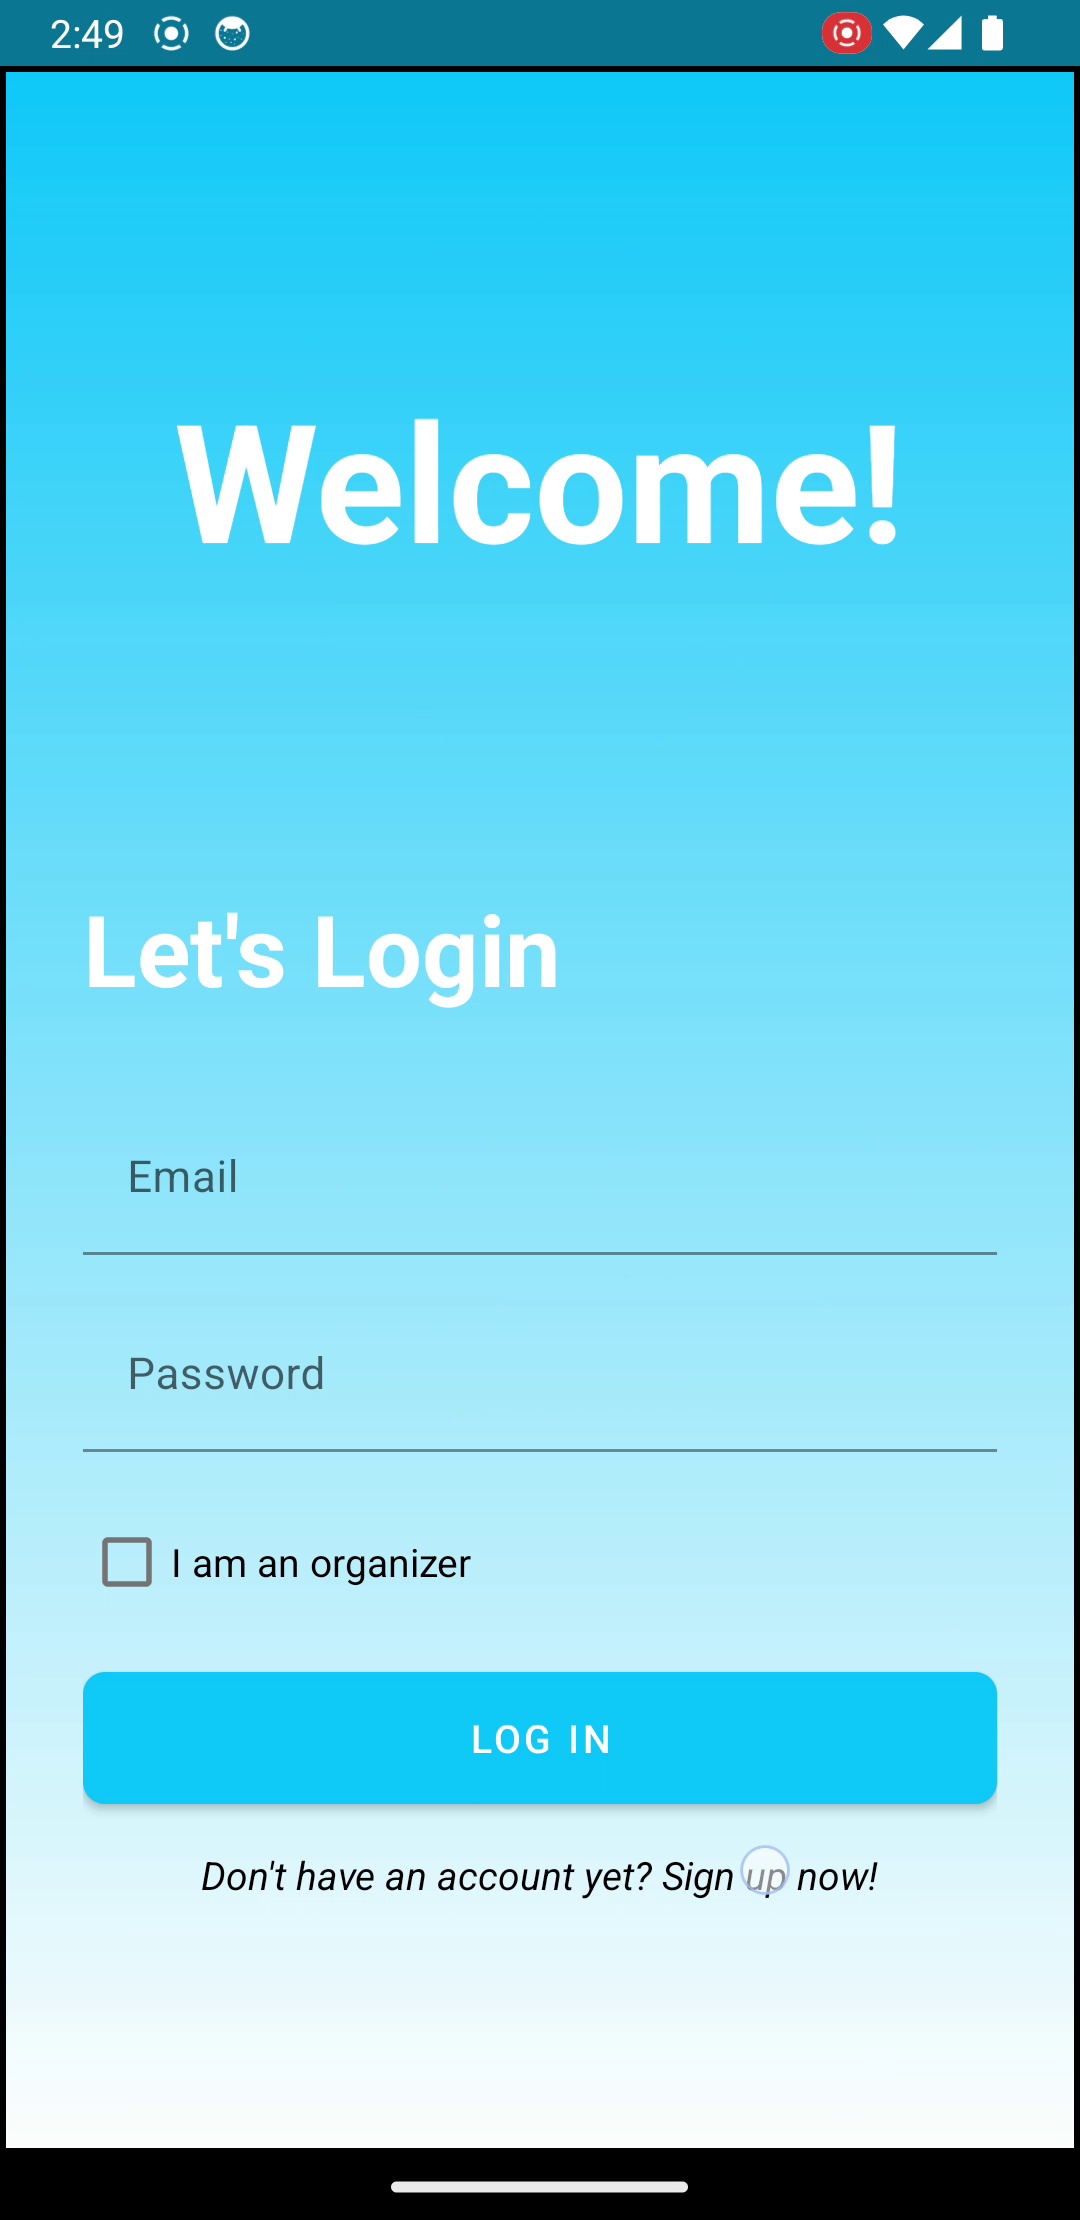 2:49
Welcome!
Let's Login
Email
Password
I am an organizer
LOG IN
Don't have an account yet? Sign up now!